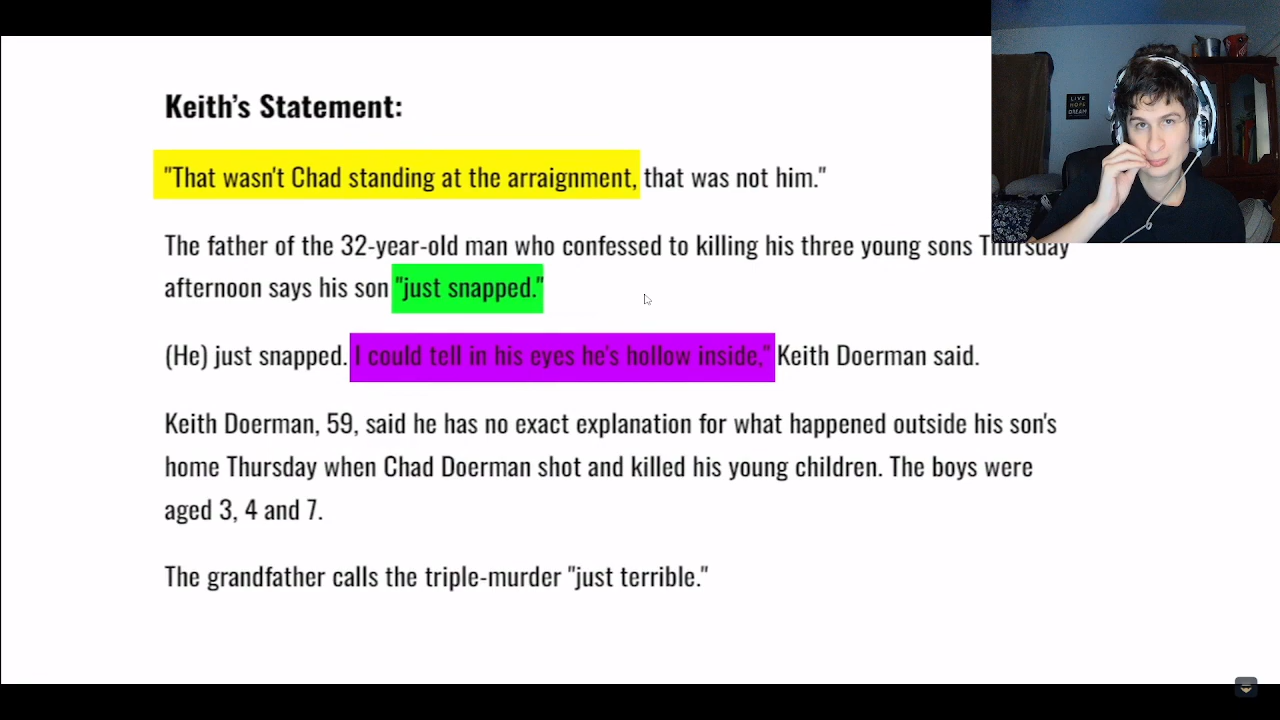 Keith's Statement:
"That wasn't Chad standing at the arraignment, that was not him."
The father of the 32-year-old man who confessed to killing his three young sons Thursday
afternoon says his son "just snapped."
(He) just snapped. I could tell in his eyes he's hollow inside," Keith Doerman said.
Keith Doerman, 59, said he has no exact explanation for what happened outside his son's
home Thursday when Chad Doerman shot and killed his young children. The boys were
aged 3, 4 and 7.
The grandfather calls the triple-murder "just terrible."
LIVE
HOPE
DREAM